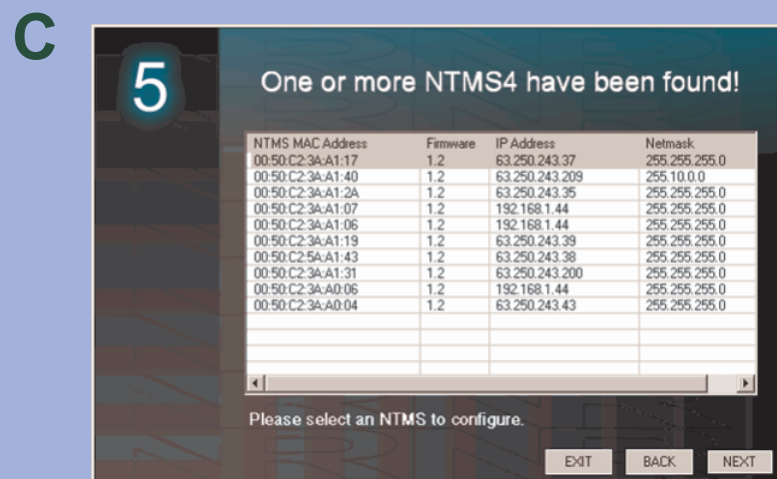 C
5
One or more NTMS4 have been found!
NTMS MAC Address Firmware IP Address Netmask
00:50:C2:3A:A1:17 1.2 63.250.243.37 255.255.255.0
00:50:C2:3A:A1:40 1.2 63.250.243.209 255.10.0.0
00:50:C2:3A:A1:2A 1.2 63.250.243.35 255.255.255.0
00:50:C2:3A:A1:07 1.2 192.168.1.44 255.255.255.0
00:50:C2:3A:A1:06 1.2 192.168.1.44 255.255.255.0
00:50:C2:3A:A1:19 1.2 63.250.243.39 255.255.255.0
00:50:C2:5A:A1:43 1.2 63.250.243.38 255.255.255.0
00:50:C2:3A:A1:31 1.2 63.250.243.200 255.255.255.0
00:50:C2:3A:A0:06 1.2 192.168.1.44 255.255.255.0
00:50:C2:3A:A0:04 1.2 63.250.243.43 255.255.255.0
Please select an NTMS to configure.
EXIT BACK NEXT